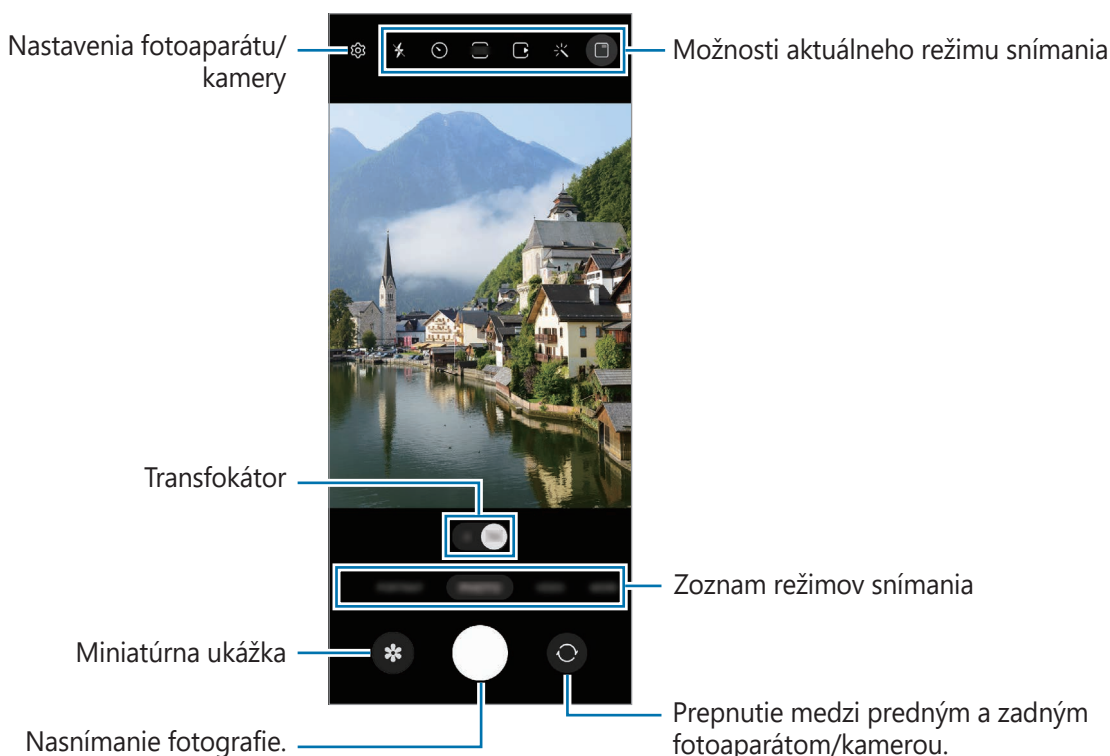 Nastavenia fotoaparátu/
kamery
Možnosti aktuálneho režimu snímania
Transfokátor
Zoznam režimov snímania
Miniatúrna ukážka
Nasnímanie fotografie.
Prepnutie medzi predným a zadným
fotoaparátom/kamerou.